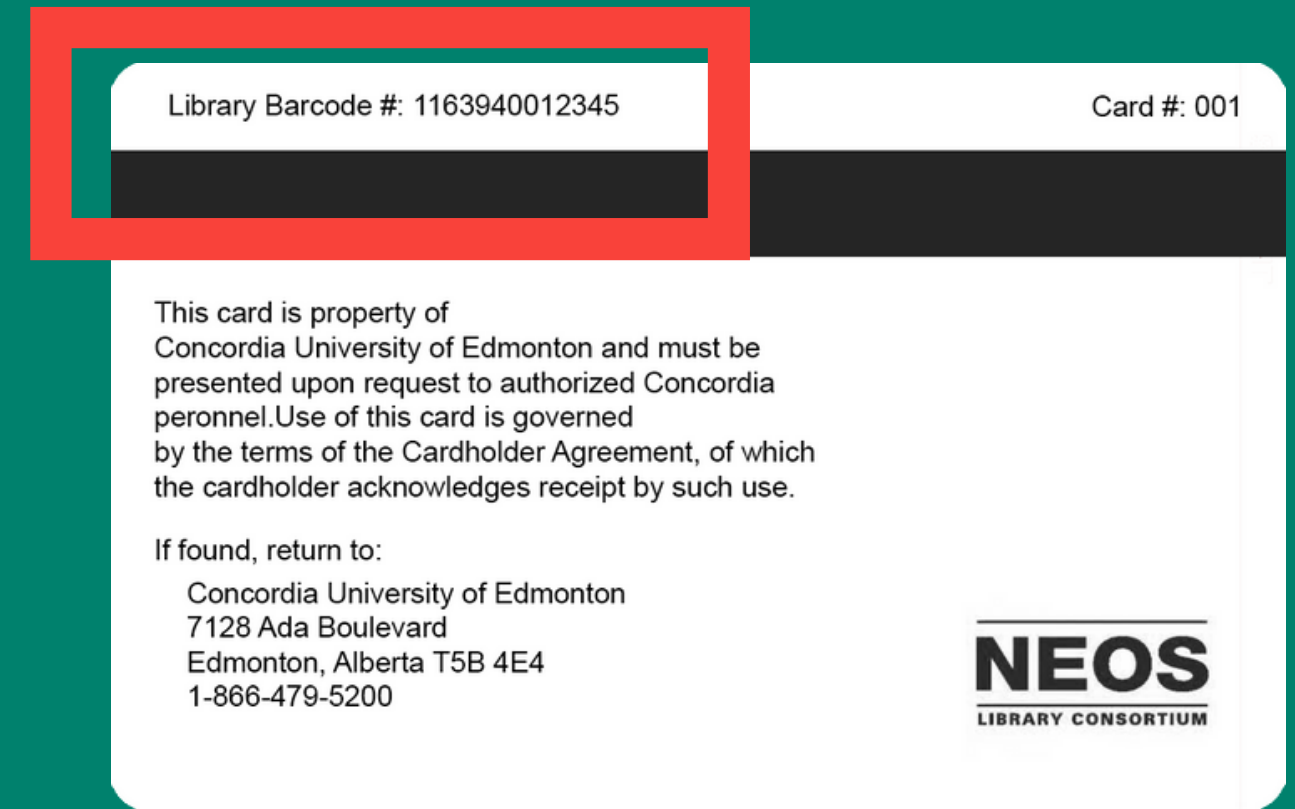 Library Barcode #: 1163940012345
Card #: 001
This card is property of
Concordia University of Edmonton and must be
presented upon request to authorized Concordia
peronnel.Use of this card is governed
by the terms of the Cardholder Agreement, of which
the cardholder acknowledges receipt by such use.
If found, return to:
Concordia University of Edmonton
7128 Ada Boulevard
Edmonton, Alberta T5B 4E4
1-866-479-5200
NEOS
LIBRARY CONSORTIUM